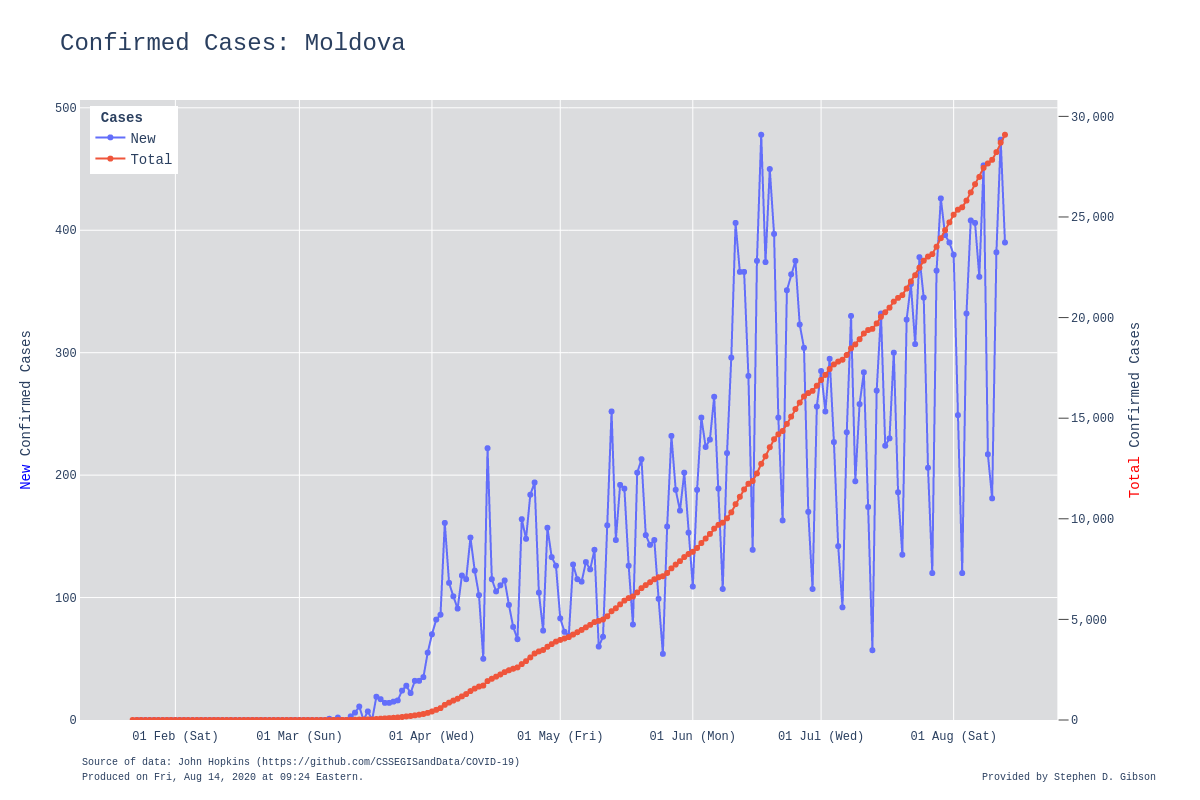 Confirmed Cases: Moldova
Cases
New
Total
500
400
300
200
100
0
New Confirmed Cases
30,000
25,000
20,000
15,000
10,000
5,000
0
Total Confirmed Cases
01 Feb (Sat) 01 Mar (Sun) 01 Apr (Wed) 01 May (Fri) 01 Jun (Mon) 01 Jul (Wed) 01 Aug (Sat)
Source of data: John Hopkins (https://github.com/CSSEGISandData/COVID-19)
Produced on Fri, Aug 14, 2020 at 09:24 Eastern.
Provided by Stephen D. Gibson